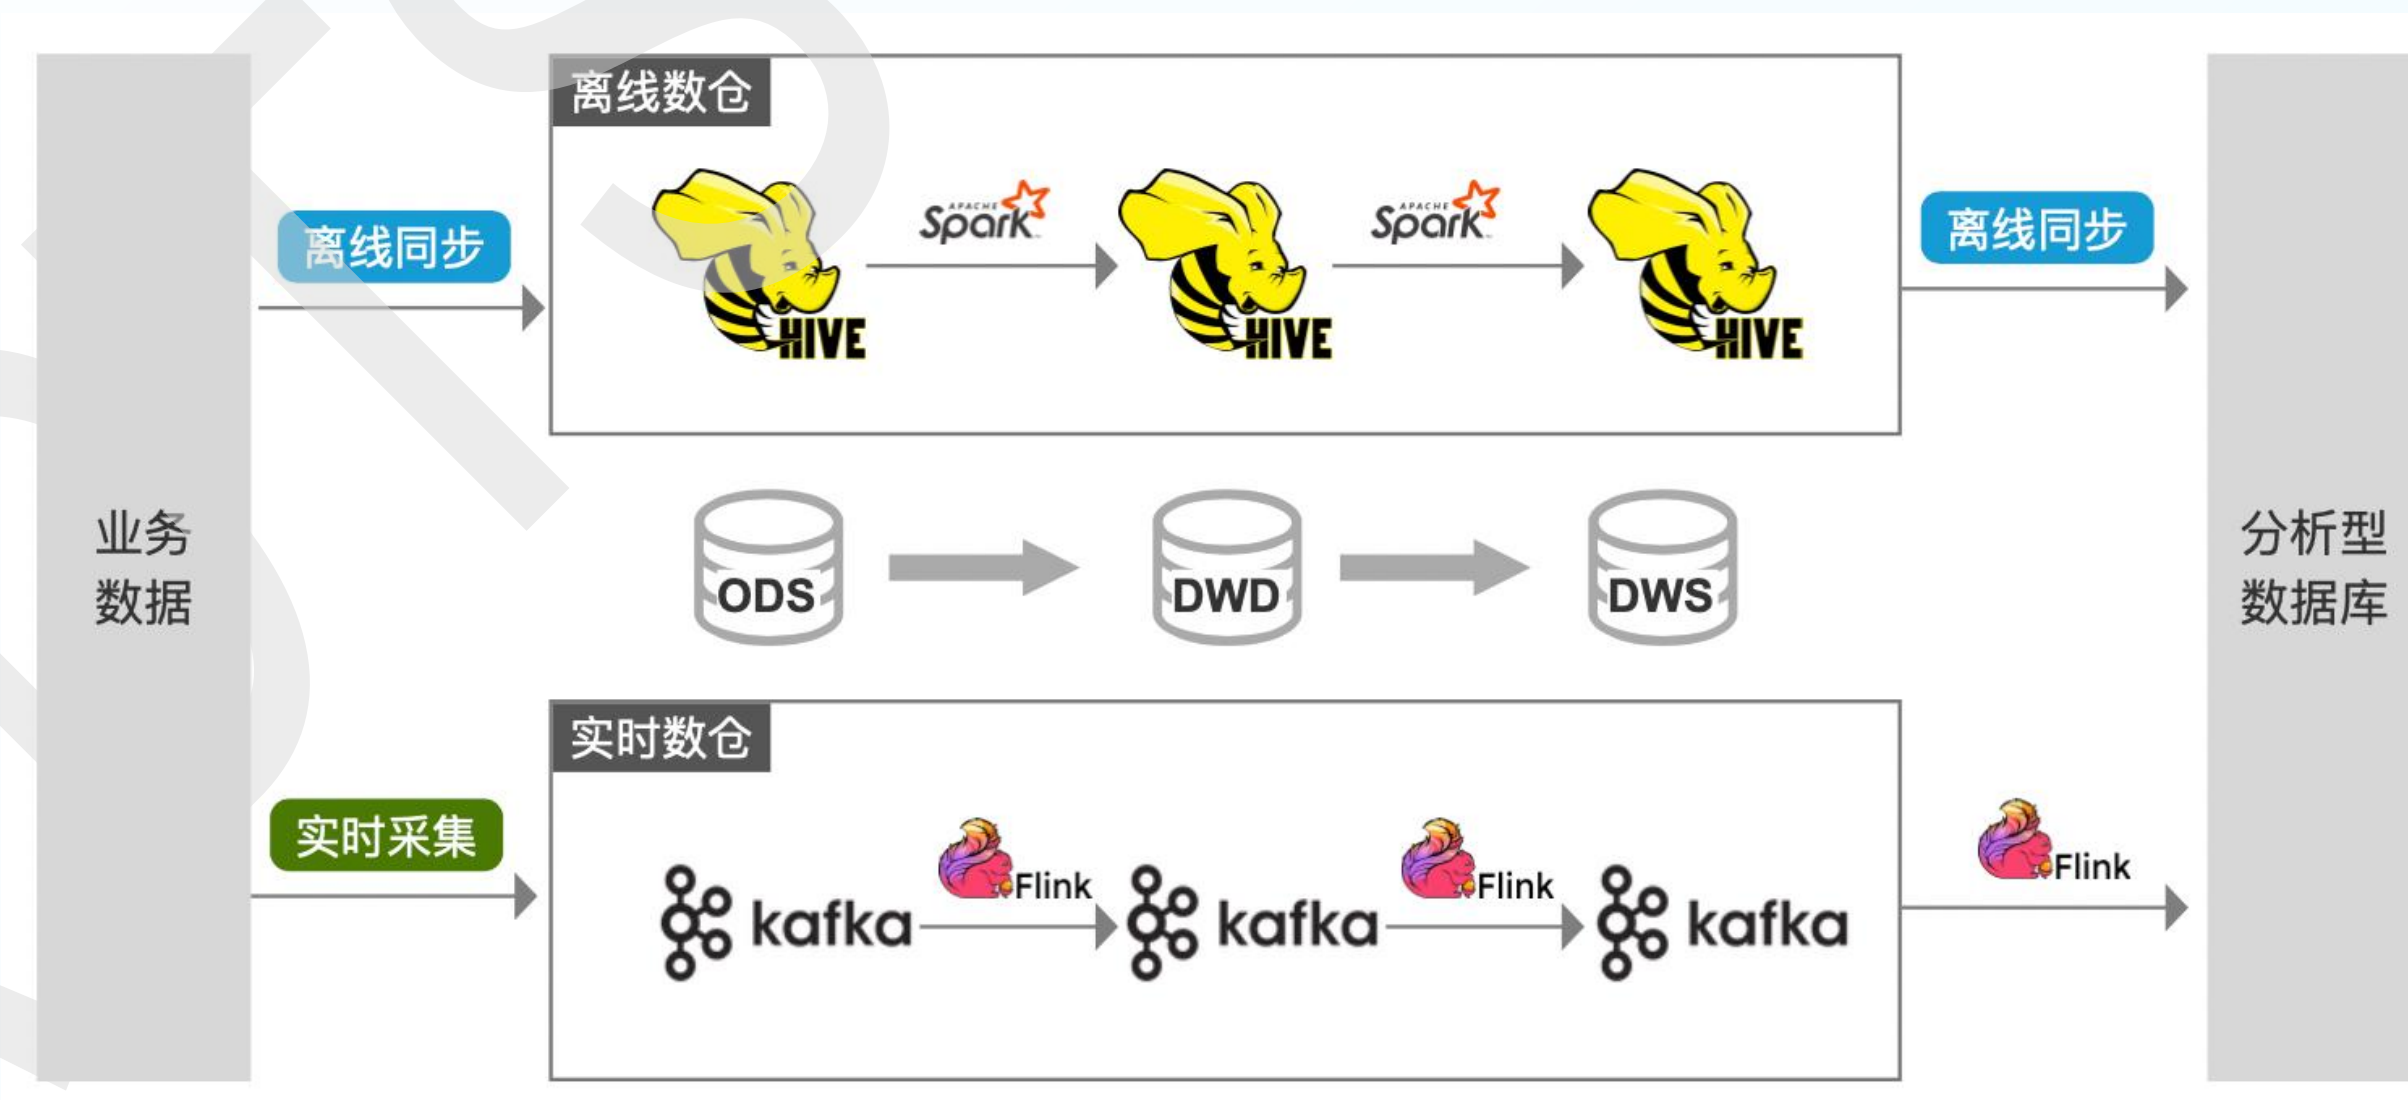 离线数仓
离线同步
APACHE
Spark
APACHE
Spark
离线同步
HIVE
HIVE
HIVE
业务
数据
ODS
DWD
DWS
分析型
数据库
实时数仓
实时采集
Flink
Flink
Flink
kafka
kafka
kafka